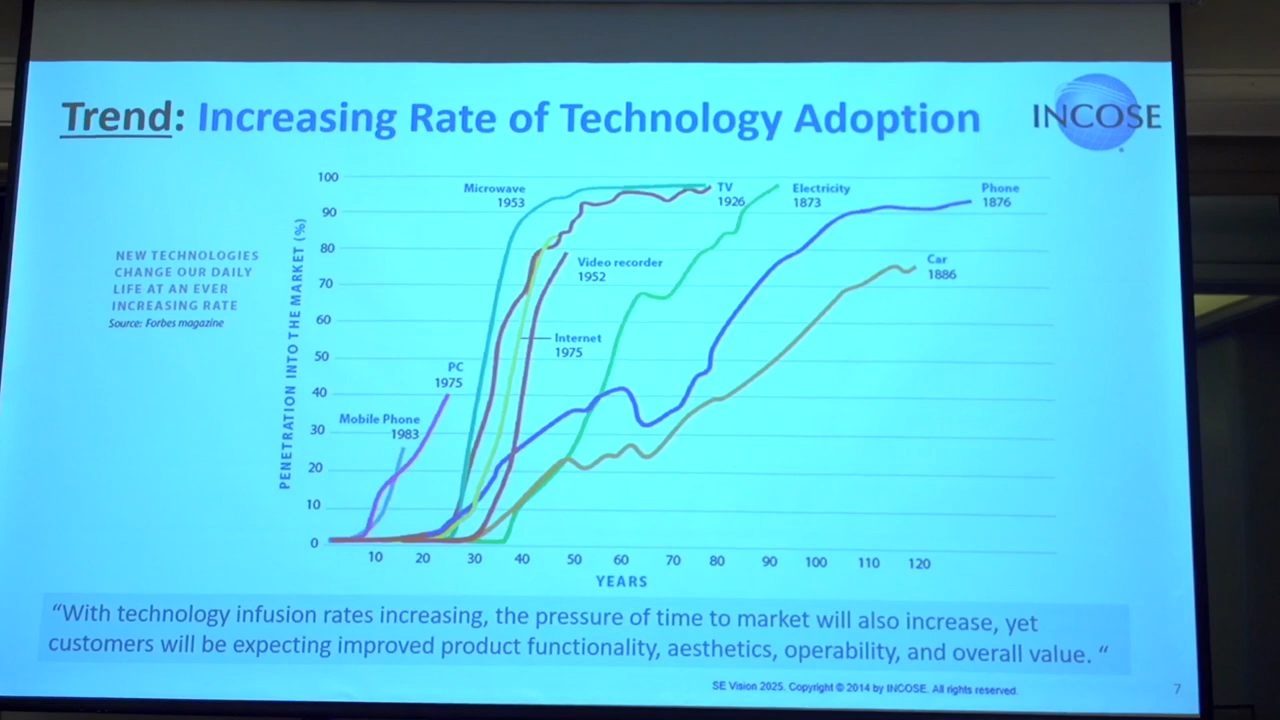 Trend: Increasing Rate of Technology Adoption
INCOSE
NEW TECHNOLOGIES
CHANGE OUR DAILY
LIFE AT AN EVER
INCREASING RATE
Source: Forbes magazine
PENETRATION INTO THE MARKET (%)
100
90
80
70
60
50
40
30
20
10
0
Microwave
1953
TV
1926
Electricity
1873
Phone
1876
Car
1886
Video recorder
1952
Internet
1975
PC
1975
Mobile Phone
1983
10 20 30 40 50 60 70 80 90 100 110 120
YEARS
“With technology infusion rates increasing, the pressure of time to market will also increase, yet
customers will be expecting improved product functionality, aesthetics, operability, and overall value. “
SE Vision 2025. Copyright © 2014 by INCOSE. All rights reserved.
7